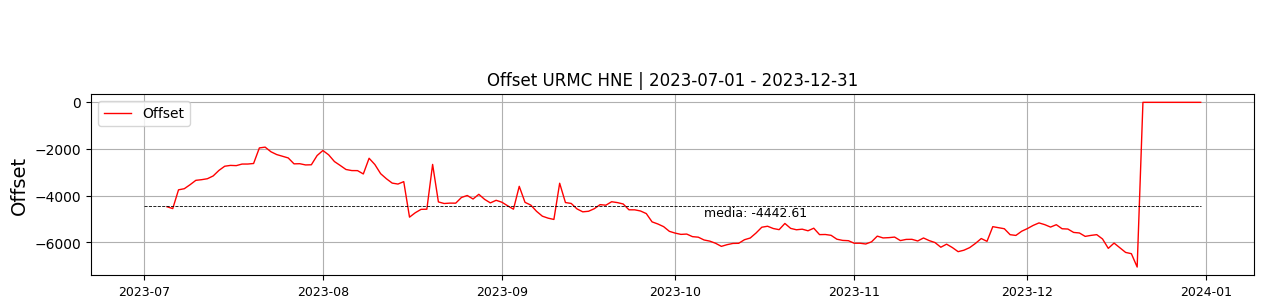 Offset URMC HNE | 2023-07-01 - 2023-12-31
0
Offset
−2000
−4000
media: -4442.61
−6000
Offset
2023-07
2023-08
2023-09
2023-10
2023-11
2023-12
2024-01